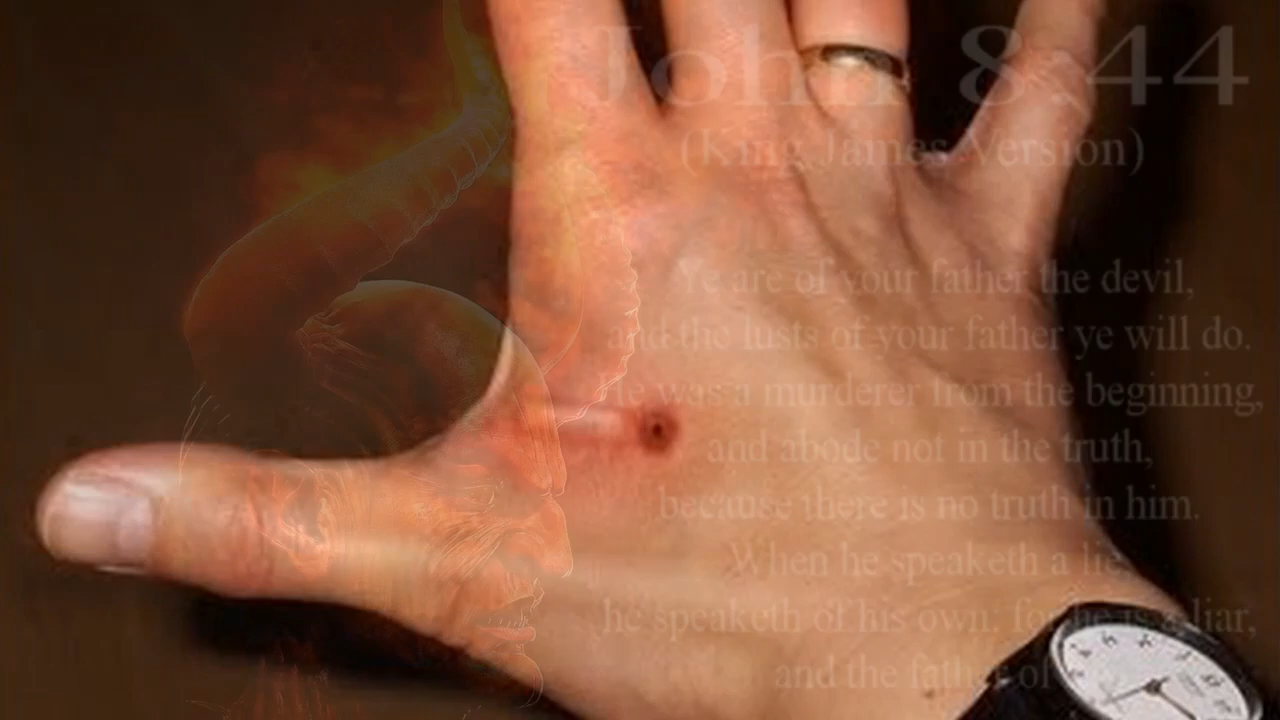 John 8:44
(King James Version)
Ye are of your father the devil,
and the lusts of your father ye will do.
He was a murderer from the beginning,
and abode not in the truth,
because there is no truth in him.
When he speaketh a lie,
he speaketh of his own: for he is a liar,
and the father of